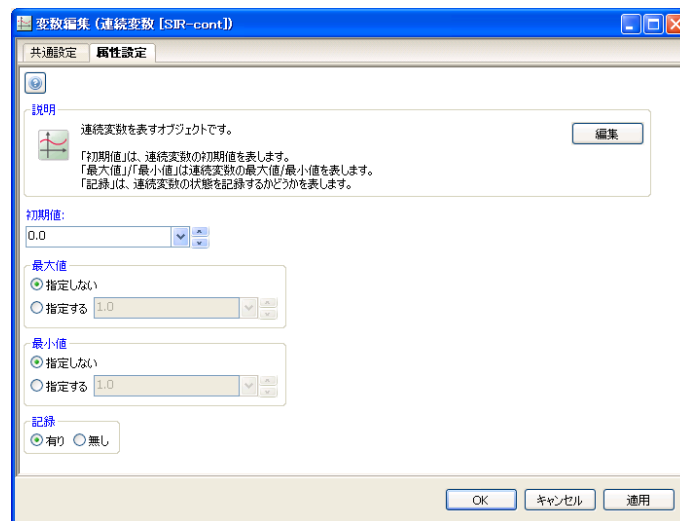 変数編集 (連続変数 [SIR-cont])
共通設定 属性設定
説明
連続変数を表すオブジェクトです。
編集
「初期値」は、連続変数の初期値を表します。
「最大値」/「最小値」は連続変数の最大値/最小値を表します。
「記録」は、連続変数の状態を記録するかどうかを表します。
初期値:
0.0
最大値
指定しない
指定する 1.0
最小値
指定しない
指定する 1.0
記録
有り 無し
OK キャンセル 適用